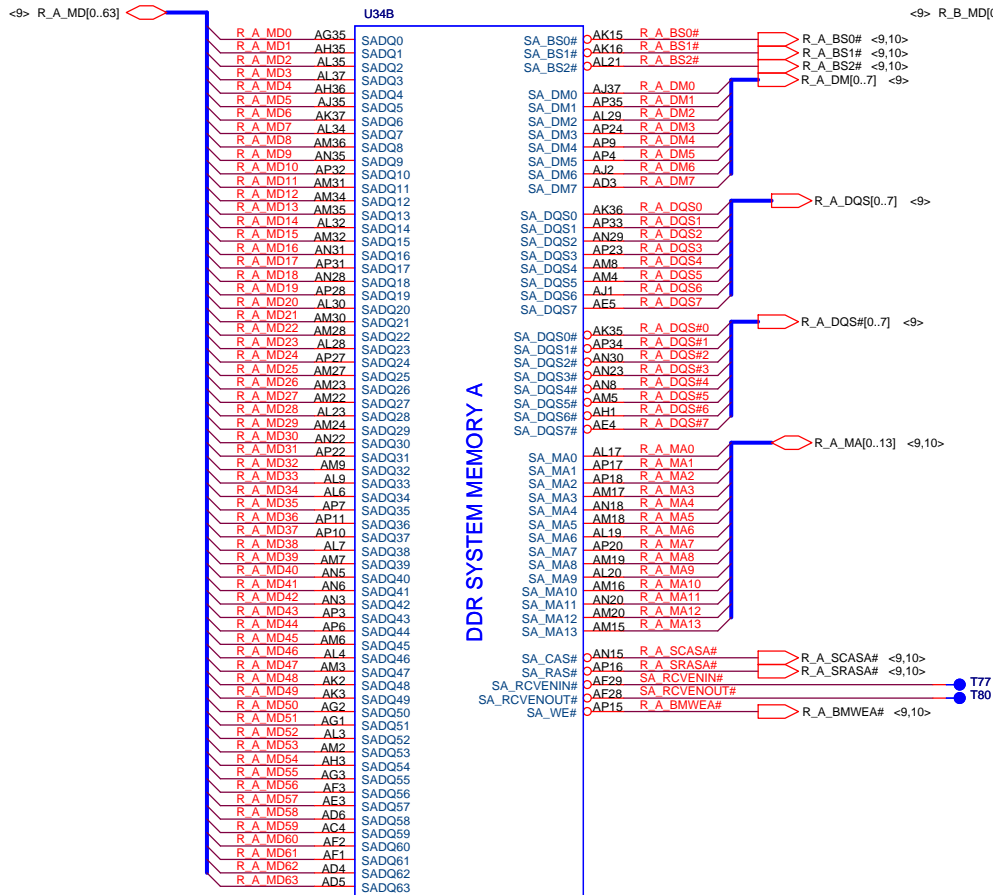 <9> R_A_MD[0..63]
U34B
<9> R_B_MD[0
R_A_MD0 AG35 SADQ0
R_A_MD1 AH35 SADQ1
R_A_MD2 AL35 SADQ2
R_A_MD3 AL37 SADQ3
R_A_MD4 AH36 SADQ4
R_A_MD5 AJ35 SADQ5
R_A_MD6 AK37 SADQ6
R_A_MD7 AL34 SADQ7
R_A_MD8 AM36 SADQ8
R_A_MD9 AN35 SADQ9
R_A_MD10 AP32 SADQ10
R_A_MD11 AM31 SADQ11
R_A_MD12 AM34 SADQ12
R_A_MD13 AM35 SADQ13
R_A_MD14 AL32 SADQ14
R_A_MD15 AM32 SADQ15
R_A_MD16 AN31 SADQ16
R_A_MD17 AP31 SADQ17
R_A_MD18 AN28 SADQ18
R_A_MD19 AP28 SADQ19
R_A_MD20 AL30 SADQ20
R_A_MD21 AM30 SADQ21
R_A_MD22 AM28 SADQ22
R_A_MD23 AL28 SADQ23
R_A_MD24 AP27 SADQ24
R_A_MD25 AM27 SADQ25
R_A_MD26 AM23 SADQ26
R_A_MD27 AM22 SADQ27
R_A_MD28 AL23 SADQ28
R_A_MD29 AM24 SADQ29
R_A_MD30 AN22 SADQ30
R_A_MD31 AP22 SADQ31
R_A_MD32 AM9 SADQ32
R_A_MD33 AL9 SADQ33
R_A_MD34 AL6 SADQ34
R_A_MD35 AP7 SADQ35
R_A_MD36 AP11 SADQ36
R_A_MD37 AP10 SADQ37
R_A_MD38 AL7 SADQ38
R_A_MD39 AM7 SADQ39
R_A_MD40 AN5 SADQ40
R_A_MD41 AN6 SADQ41
R_A_MD42 AN3 SADQ42
R_A_MD43 AP3 SADQ43
R_A_MD44 AP6 SADQ44
R_A_MD45 AM6 SADQ45
R_A_MD46 AL4 SADQ46
R_A_MD47 AM3 SADQ47
R_A_MD48 AK2 SADQ48
R_A_MD49 AK3 SADQ49
R_A_MD50 AG2 SADQ50
R_A_MD51 AG1 SADQ51
R_A_MD52 AL3 SADQ52
R_A_MD53 AM2 SADQ53
R_A_MD54 AH3 SADQ54
R_A_MD55 AG3 SADQ55
R_A_MD56 AF3 SADQ56
R_A_MD57 AE3 SADQ57
R_A_MD58 AD6 SADQ58
R_A_MD59 AC4 SADQ59
R_A_MD60 AF2 SADQ60
R_A_MD61 AF1 SADQ61
R_A_MD62 AD4 SADQ62
R_A_MD63 AD5 SADQ63
DDR SYSTEM MEMORY A
SA_BS0# AK15 R_A_BS0# R_A_BS0# <9,10>
SA_BS1# AK16 R_A_BS1# R_A_BS1# <9,10>
SA_BS2# AL21 R_A_BS2# R_A_BS2# <9,10>
R_A_DM[0..7] <9>
SA_DM0 AJ37 R_A_DM0
SA_DM1 AP35 R_A_DM1
SA_DM2 AL29 R_A_DM2
SA_DM3 AP24 R_A_DM3
SA_DM4 AP9 R_A_DM4
SA_DM5 AP4 R_A_DM5
SA_DM6 AJ2 R_A_DM6
SA_DM7 AD3 R_A_DM7
R_A_DQS[0..7] <9>
SA_DQS0 AK36 R_A_DQS0
SA_DQS1 AP33 R_A_DQS1
SA_DQS2 AN29 R_A_DQS2
SA_DQS3 AP23 R_A_DQS3
SA_DQS4 AM8 R_A_DQS4
SA_DQS5 AM4 R_A_DQS5
SA_DQS6 AJ1 R_A_DQS6
SA_DQS7 AE5 R_A_DQS7
R_A_DQS#[0..7] <9>
SA_DQS0# AK35 R_A_DQS#0
SA_DQS1# AP34 R_A_DQS#1
SA_DQS2# AN30 R_A_DQS#2
SA_DQS3# AN23 R_A_DQS#3
SA_DQS4# AN8 R_A_DQS#4
SA_DQS5# AM5 R_A_DQS#5
SA_DQS6# AH1 R_A_DQS#6
SA_DQS7# AE4 R_A_DQS#7
R_A_MA[0..13] <9,10>
SA_MA0 AL17 R_A_MA0
SA_MA1 AP17 R_A_MA1
SA_MA2 AP18 R_A_MA2
SA_MA3 AM17 R_A_MA3
SA_MA4 AN18 R_A_MA4
SA_MA5 AM18 R_A_MA5
SA_MA6 AL19 R_A_MA6
SA_MA7 AP20 R_A_MA7
SA_MA8 AM19 R_A_MA8
SA_MA9 AL20 R_A_MA9
SA_MA10 AM16 R_A_MA10
SA_MA11 AN20 R_A_MA11
SA_MA12 AM20 R_A_MA12
SA_MA13 AM15 R_A_MA13
SA_CAS# AN15 R_A_SCASA# R_A_SCASA# <9,10>
SA_RAS# AP16 R_A_SRASA# R_A_SRASA# <9,10>
SA_RCVENIN# AF29 SA_RCVENIN# T77
SA_RCVENOUT# AF28 SA_RCVENOUT# T80
SA_WE# AP15 R_A_BMWEA# R_A_BMWEA# <9,10>